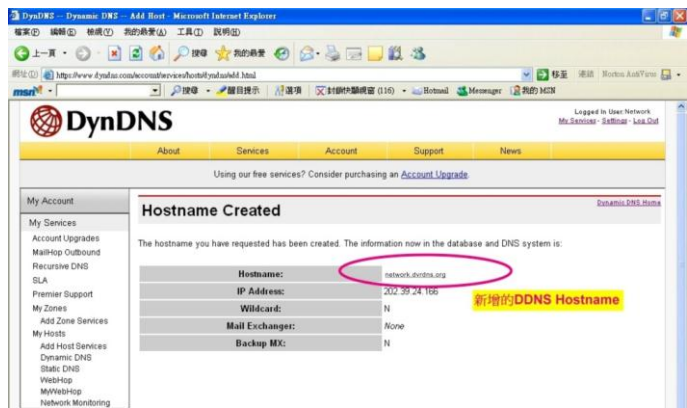 DynDNS -- Dynamic DNS -- Add Host - Microsoft Internet Explorer
檔案(F) 編輯(E) 檢視(V) 我的最愛(A) 工具(T) 說明(H)
上一頁 搜尋 我的最愛
網址(D) 移至 連結 Norton AntiVirus
msn 搜尋 醒目提示 選項 封鎖快顯視窗 (116) Hotmail Messenger 我的 MSN
DynDNS
Logged In User: Network
My Services - Settings - Log Out
About Services Account Support News
Using our free services? Consider purchasing an Account Upgrade.
My Account
My Services
Account Upgrades
MailHop Outbound
Recursive DNS
SLA
Premier Support
My Zones
Add Zone Services
My Hosts
Add Host Services
Dynamic DNS
Static DNS
WebHop
MyWebHop
Network Monitoring
Dynamic DNS Home
Hostname Created
The hostname you have requested has been created. The information now in the database and DNS system is:
Hostname: network.dvrdns.org
IP Address: 202.39.24.166
Wildcard: N
Mail Exchanger: None
Backup MX: N
新增的DDNS Hostname